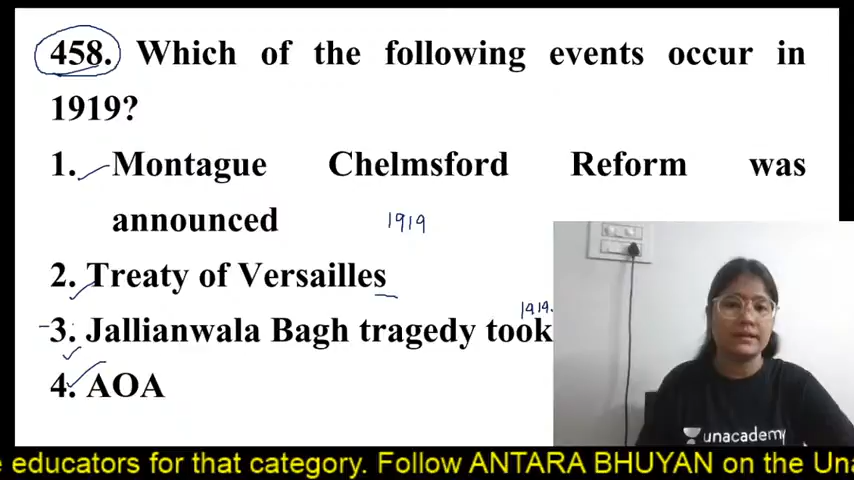 458. Which of the following events occur in
1919?
1. Montague Chelmsford Reform was
announced 1919
2. Treaty of Versailles
1919.
3. Jallianwala Bagh tragedy took
4. AOA
unacademy
e educators for that category. Follow ANTARA BHUYAN on the Una